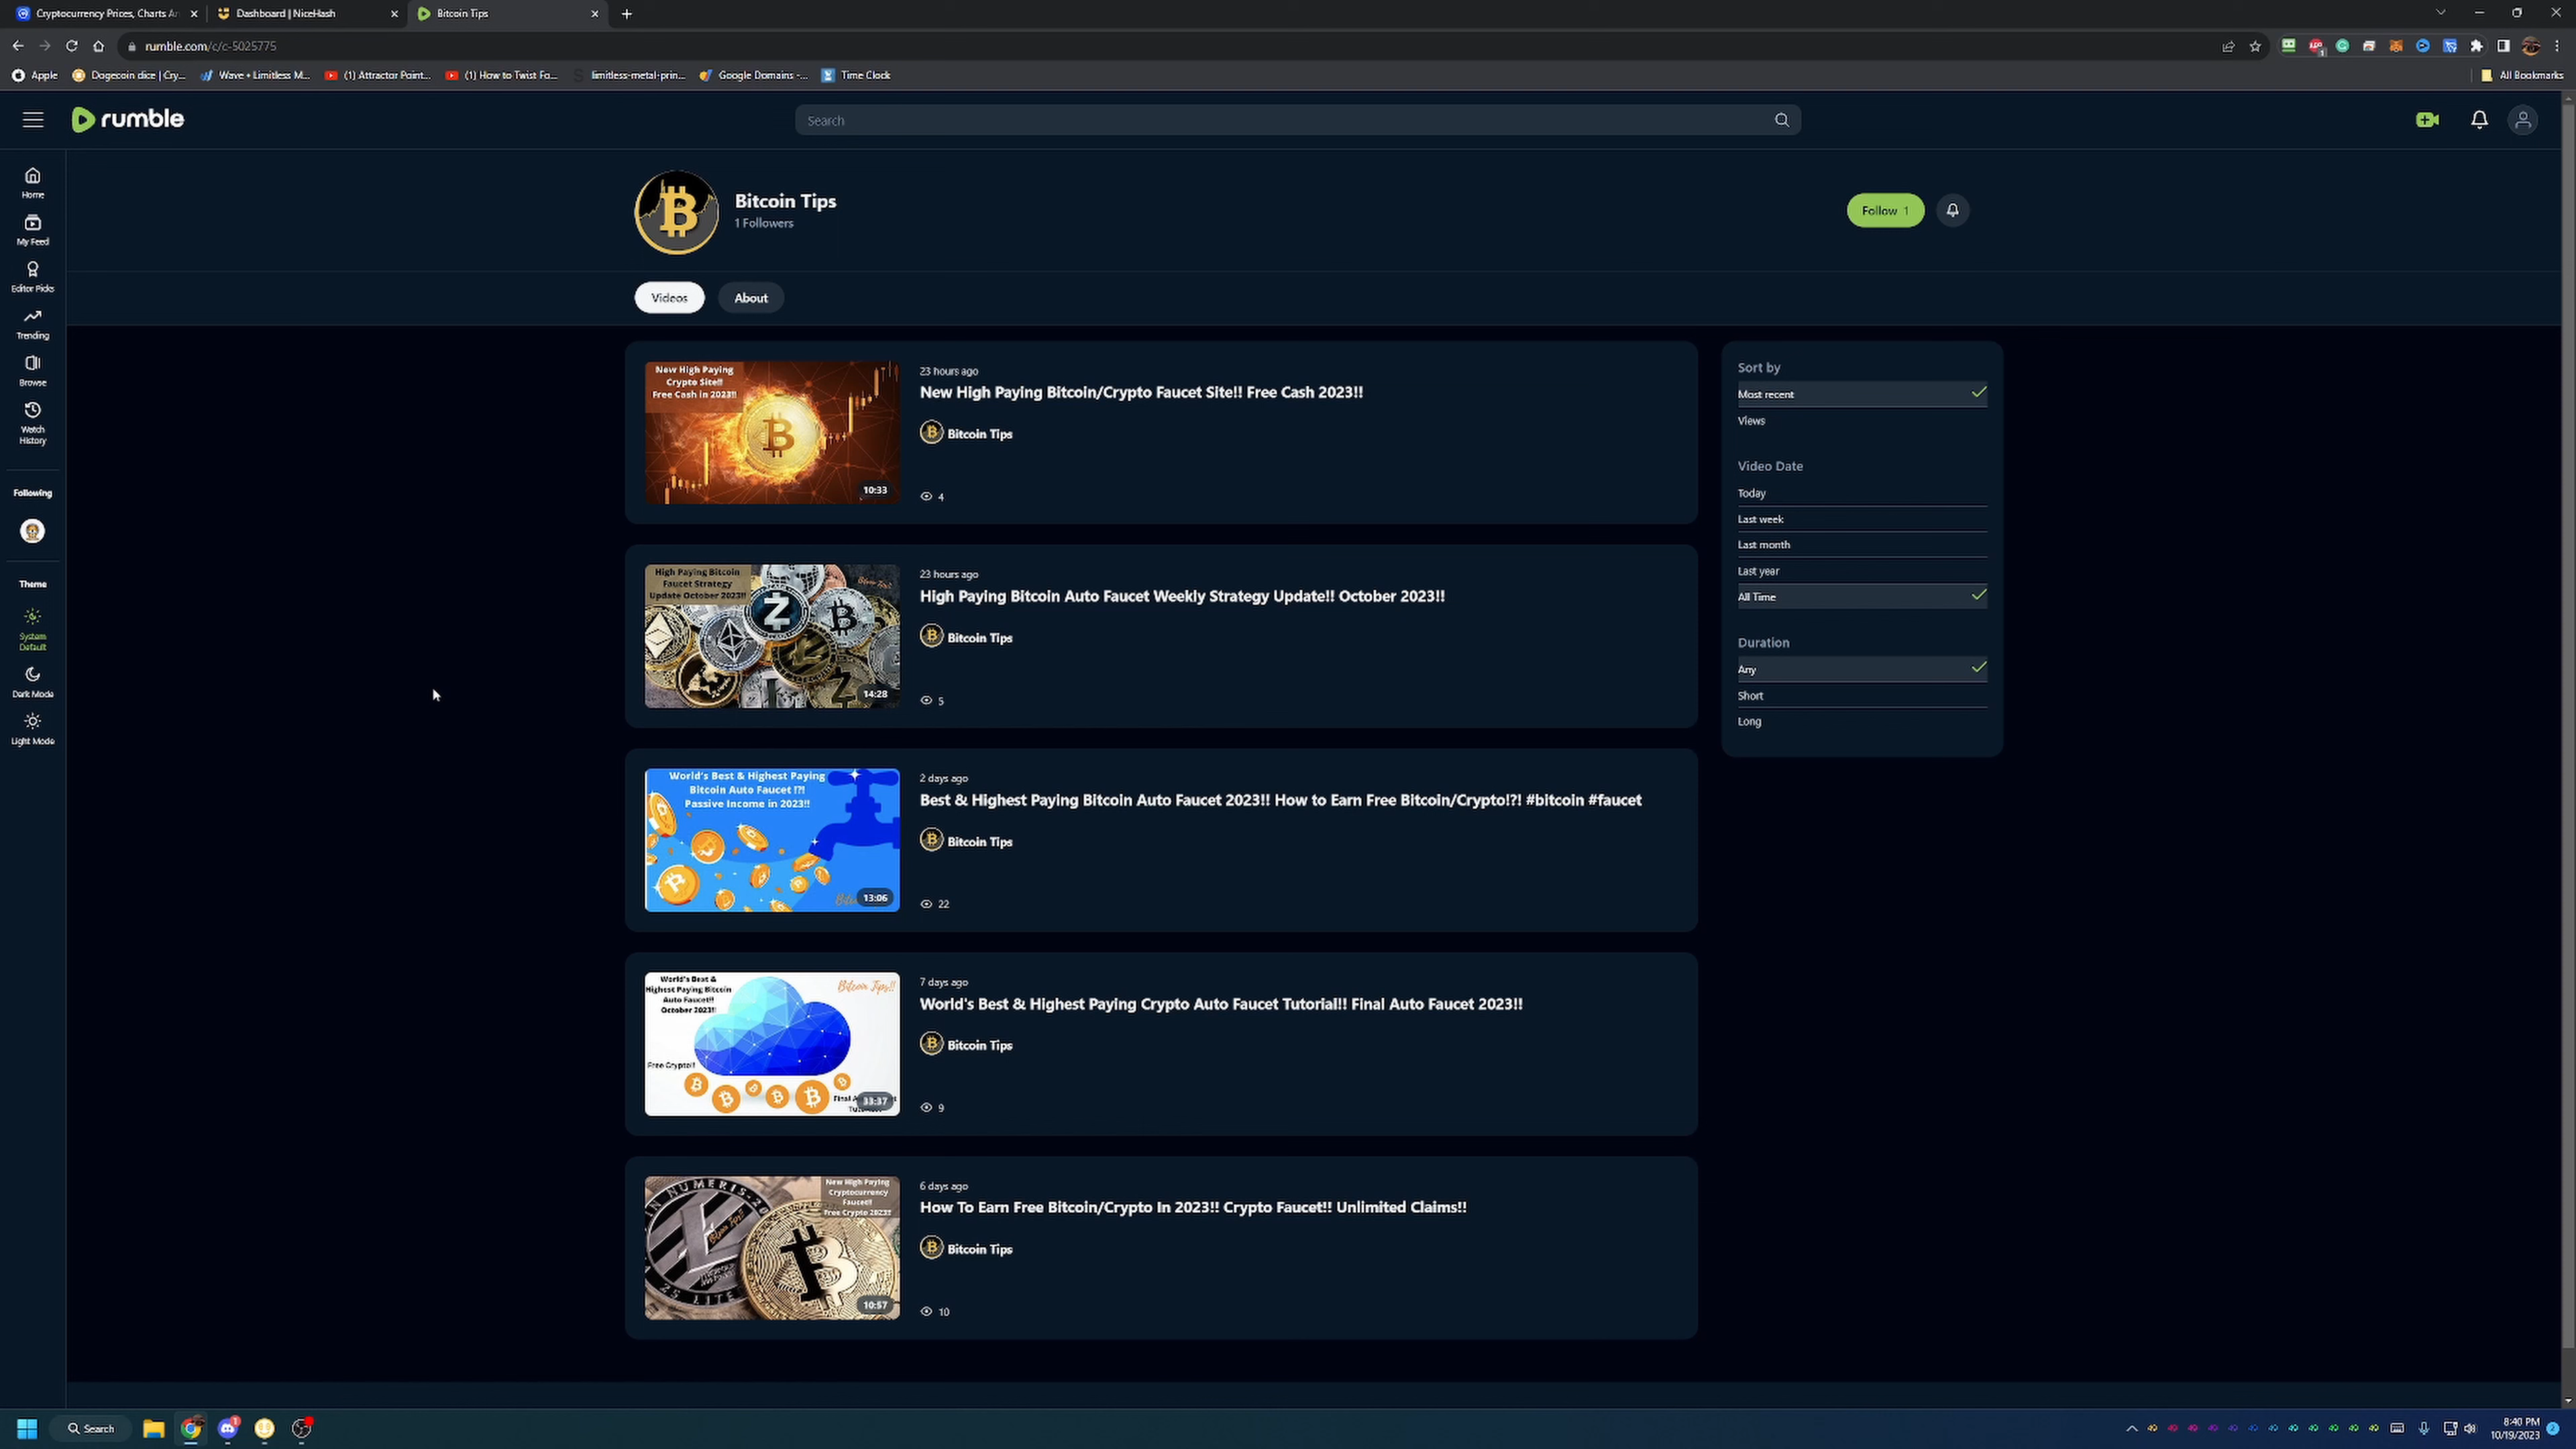 Cryptocurrency Prices, Charts An
Dashboard | NiceHash
Bitcoin Tips
rumble.com/c/c-5025775
Apple
Dogecoin dice | Cry...
Wave • Limitless M...
(1) Attractor Point...
(1) How to Twist Fo...
limitless-metal-prin...
Google Domains -...
Time Clock
All Bookmarks
rumble
Search
Home
My Feed
Editor Picks
Trending
Browse
Watch
History
Following
Theme
System
Default
Dark Mode
Light Mode
Bitcoin Tips
1 Followers
Follow 1
Videos
About
New High Paying
Crypto Site!!
Free Cash in 2023!!
10:33
23 hours ago
New High Paying Bitcoin/Crypto Faucet Site!! Free Cash 2023!!
Bitcoin Tips
4
High Paying Bitcoin
Faucet Strategy
Update October 2023!!
14:28
23 hours ago
High Paying Bitcoin Auto Faucet Weekly Strategy Update!! October 2023!!
Bitcoin Tips
5
World's Best & Highest Paying
Bitcoin Auto Faucet !?!
Passive Income in 2023!!
13:06
2 days ago
Best & Highest Paying Bitcoin Auto Faucet 2023!! How to Earn Free Bitcoin/Crypto!?! #bitcoin #faucet
Bitcoin Tips
22
World's Best &
Highest Paying Bitcoin
Auto Faucet!!
October 2023!!
Bitcoin Tips!!
Free Crypto!!
33:37
7 days ago
World's Best & Highest Paying Crypto Auto Faucet Tutorial!! Final Auto Faucet 2023!!
Bitcoin Tips
9
New High Paying
Cryptocurrency
Faucet!!
Free Crypto 2023!!
10:57
6 days ago
How To Earn Free Bitcoin/Crypto In 2023!! Crypto Faucet!! Unlimited Claims!!
Bitcoin Tips
10
Sort by
Most recent
Views
Video Date
Today
Last week
Last month
Last year
All Time
Duration
Any
Short
Long
Search
8:40 PM
10/19/2023